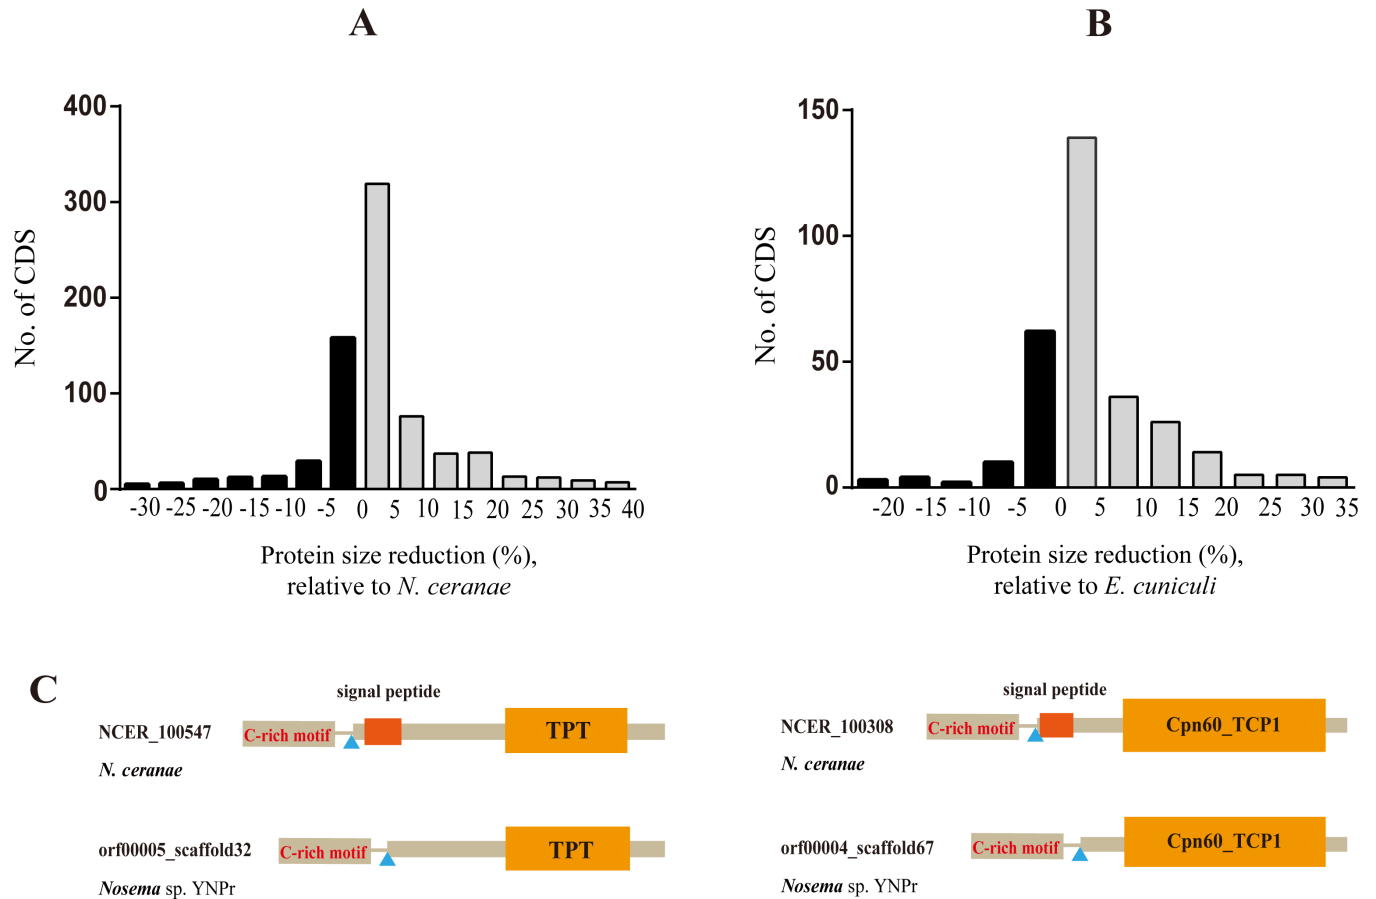 A
B
400
300
200
100
0
No. of CDS
-30 -25 -20 -15 -10 -5 0 5 10 15 20 25 30 35 40
Protein size reduction (%),
relative to N. ceranae
150
100
50
0
No. of CDS
-20 -15 -10 -5 0 5 10 15 20 25 30 35
Protein size reduction (%),
relative to E. cuniculi
C
signal peptide
NCER_100547 C-rich motif TPT
N. ceranae
orf00005_scaffold32 C-rich motif TPT
Nosema sp. YNPr
signal peptide
NCER_100308 C-rich motif Cpn60_TCP1
N. ceranae
orf00004_scaffold67 C-rich motif Cpn60_TCP1
Nosema sp. YNPr